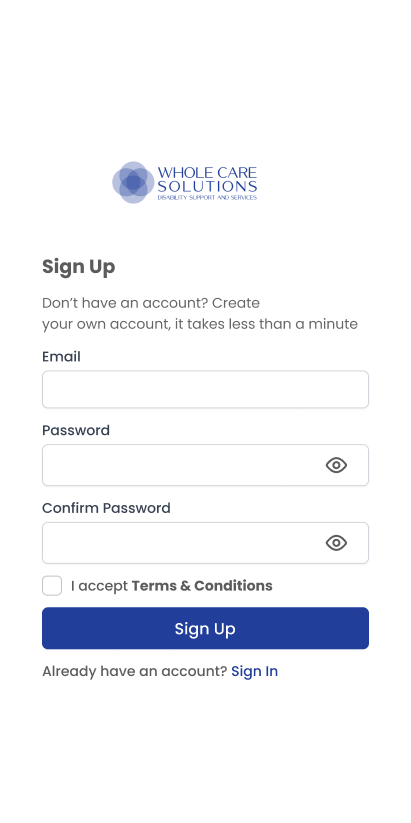 WHOLE CARE
SOLUTIONS
DISABILITY SUPPORT AND SERVICES
Sign Up
Don’t have an account? Create
your own account, it takes less than a minute
Email
Password
Confirm Password
I accept Terms & Conditions
Sign Up
Already have an account? Sign In